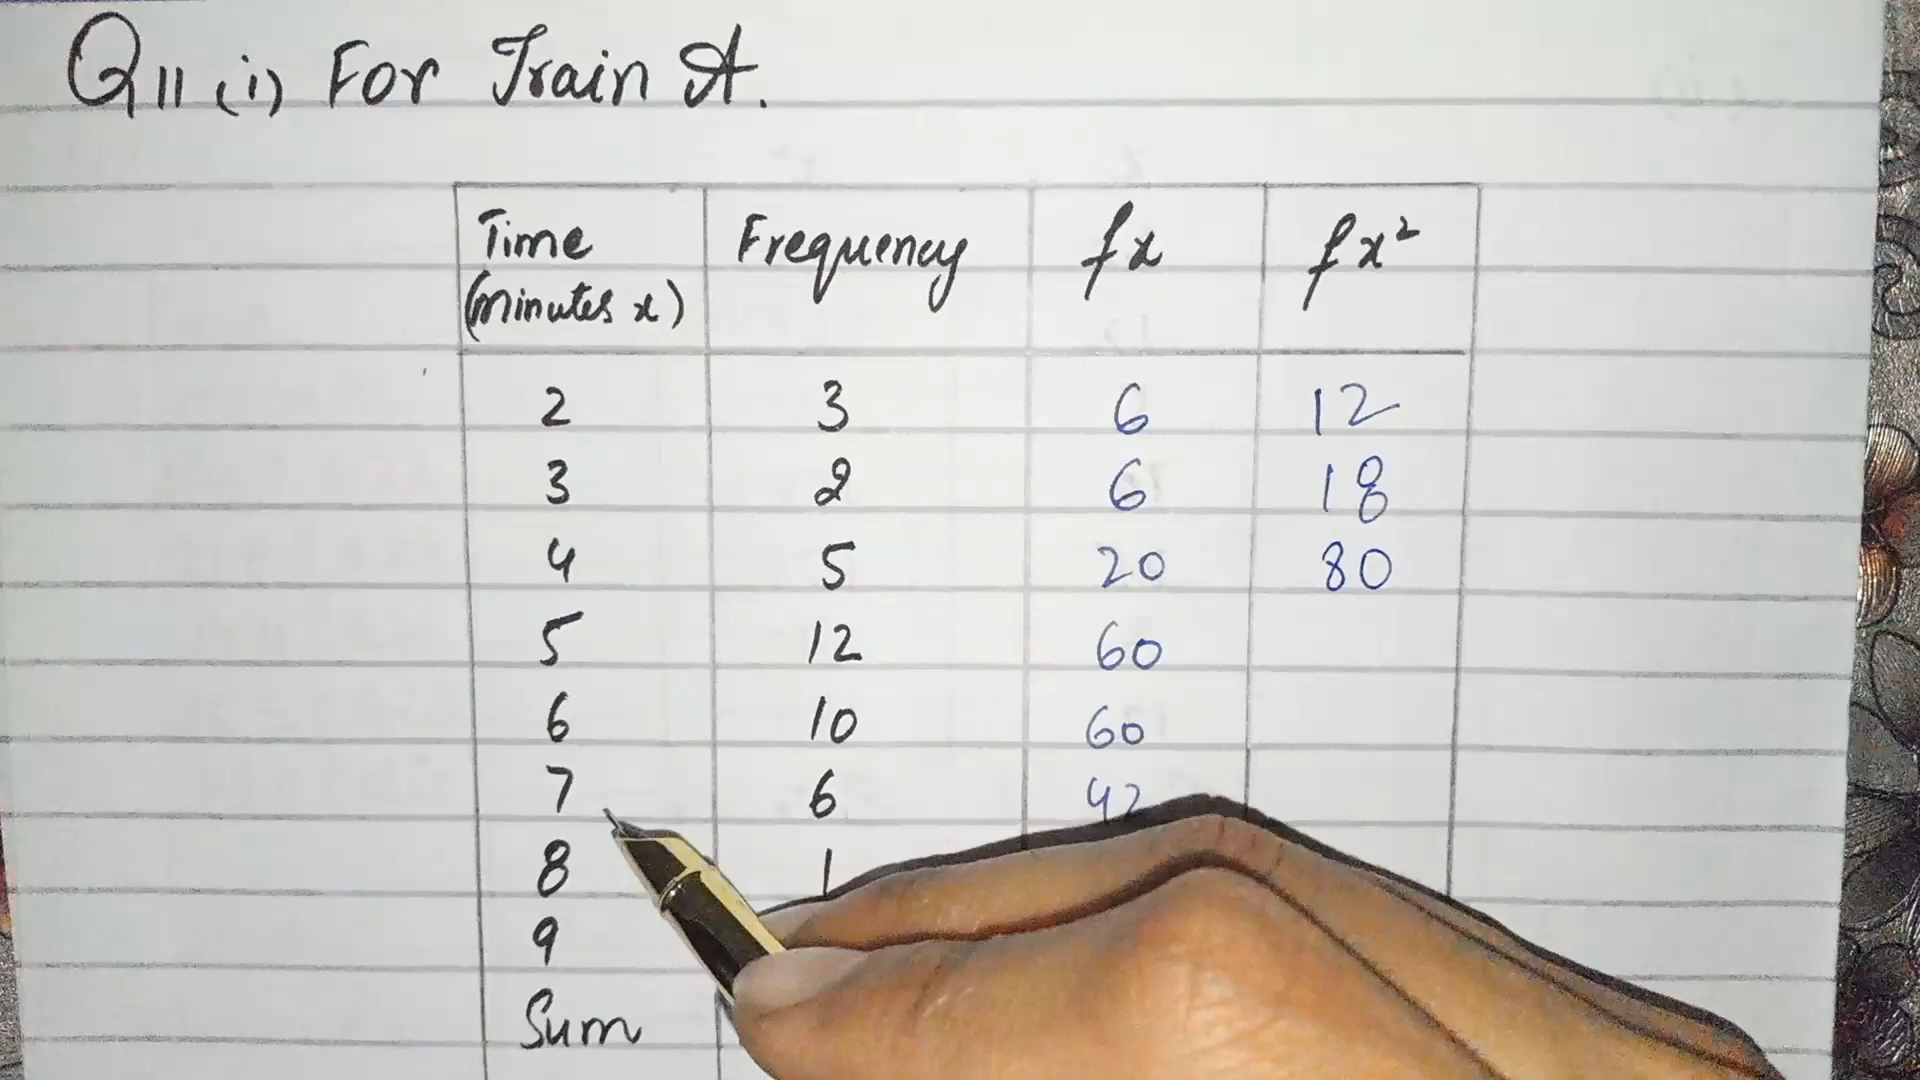 Q11 (i) For Train A.
Time (minutes x) Frequency fx fx²
2 3 6 12
3 2 6 18
4 5 20 80
5 12 60
6 10 60
7 6 42
8 1
9
Sum